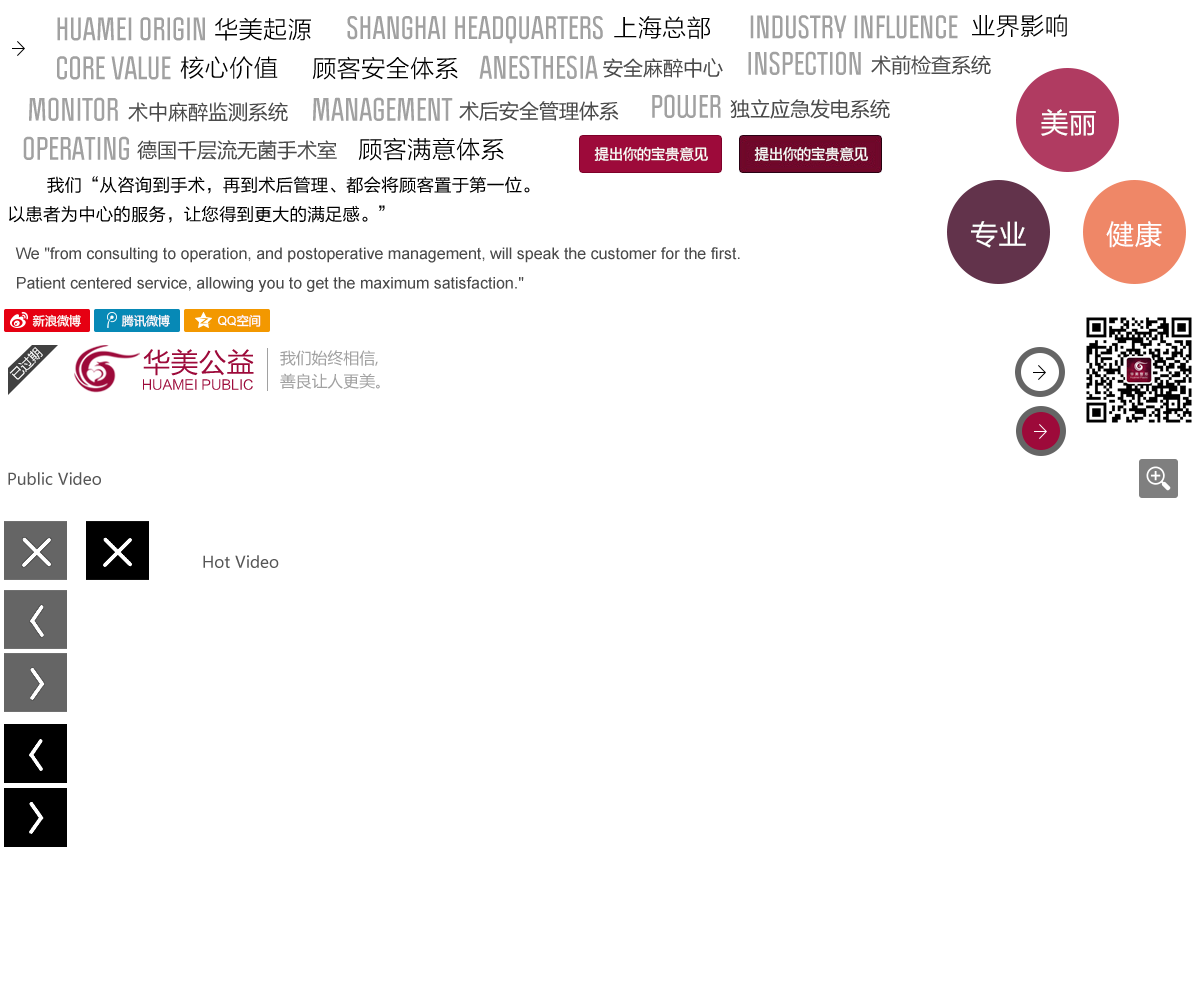 HUAMEI ORIGIN 华美起源 SHANGHAI HEADQUARTERS 上海总部 INDUSTRY INFLUENCE 业界影响
CORE VALUE 核心价值 顾客安全体系 ANESTHESIA 安全麻醉中心 INSPECTION 术前检查系统
MONITOR 术中麻醉监测系统 MANAGEMENT 术后安全管理体系 POWER 独立应急发电系统
美丽
OPERATING 德国千层流无菌手术室 顾客满意体系 提出你的宝贵意见 提出你的宝贵意见
我们“从咨询到手术，再到术后管理、都会将顾客置于第一位。
以患者为中心的服务，让您得到更大的满足感。”
专业 健康
We "from consulting to operation, and postoperative management, will speak the customer for the first.
Patient centered service, allowing you to get the maximum satisfaction."
新浪微博 腾讯微博 QQ空间
已过期
华美公益
HUAMEI PUBLIC
我们始终相信,
善良让人更美。
Public Video
Hot Video